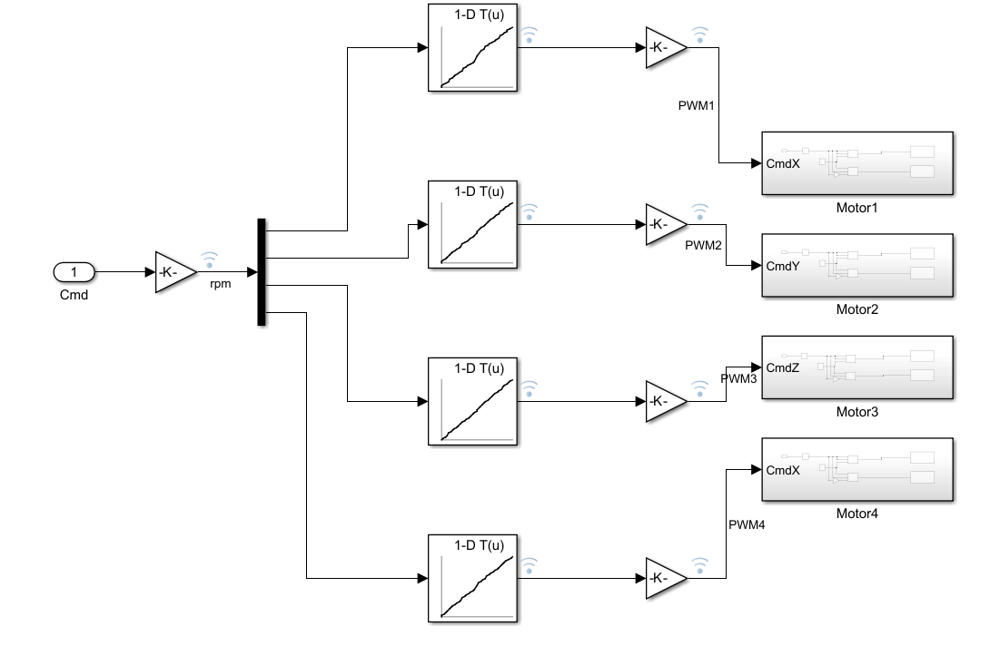 1-D T(u)
-K-
PWM1
CmdX
Motor1
1-D T(u)
-K-
PWM2
CmdY
Motor2
1
Cmd
-K-
rpm
1-D T(u)
-K-
PWM3
CmdZ
Motor3
CmdX
Motor4
PWM4
1-D T(u)
-K-